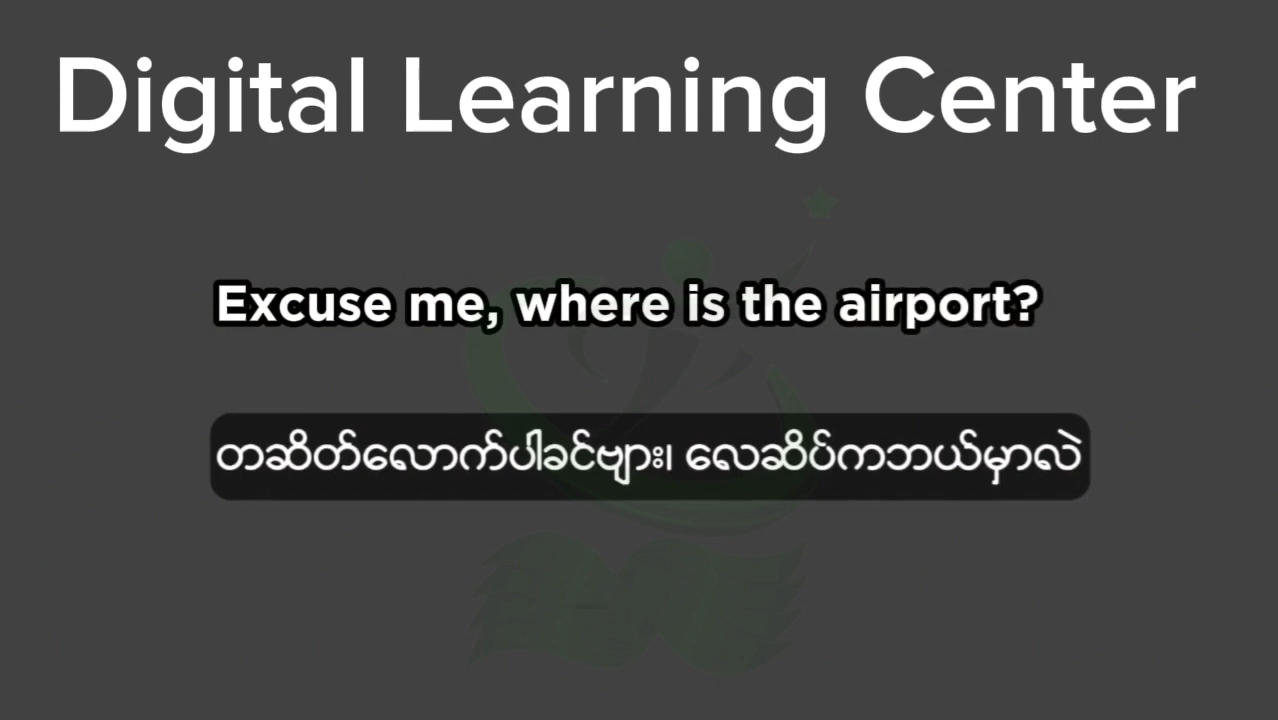 Digital Learning Center
Excuse me, where is the airport?
တဆိတ်လောက်ပါခင်ဗျား၊ လေဆိပ်ကဘယ်မှာလဲ